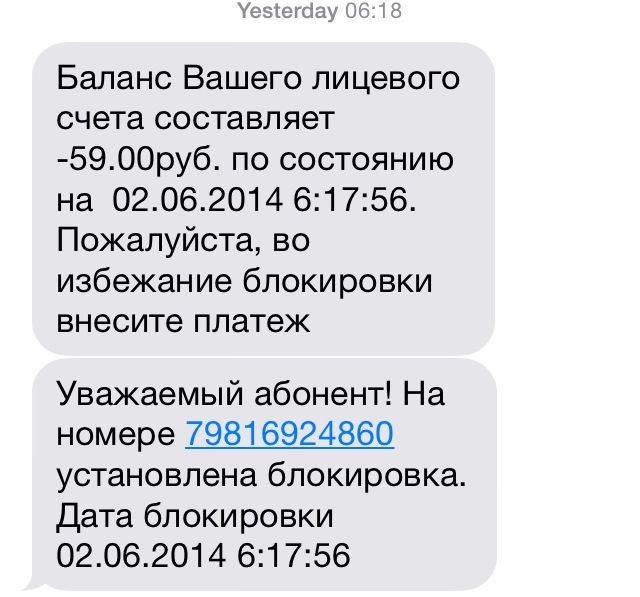 Yesterday 06:18
Баланс Вашего лицевого
счета составляет
-59.00руб. по состоянию
на  02.06.2014 6:17:56.
Пожалуйста, во
избежание блокировки
внесите платеж
Уважаемый абонент! На
номере 79816924860
установлена блокировка.
Дата блокировки
02.06.2014 6:17:56